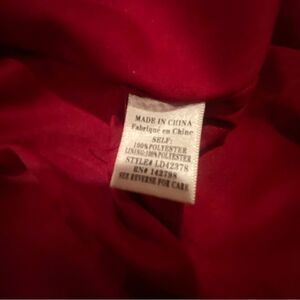 MADE IN CHINA
Fabriqué en Chine
SELF:
100%POLYESTER
LINING:100%POLYESTER
STYLE# LD42378
RN# 142798
SEE REVERSE FOR CARE